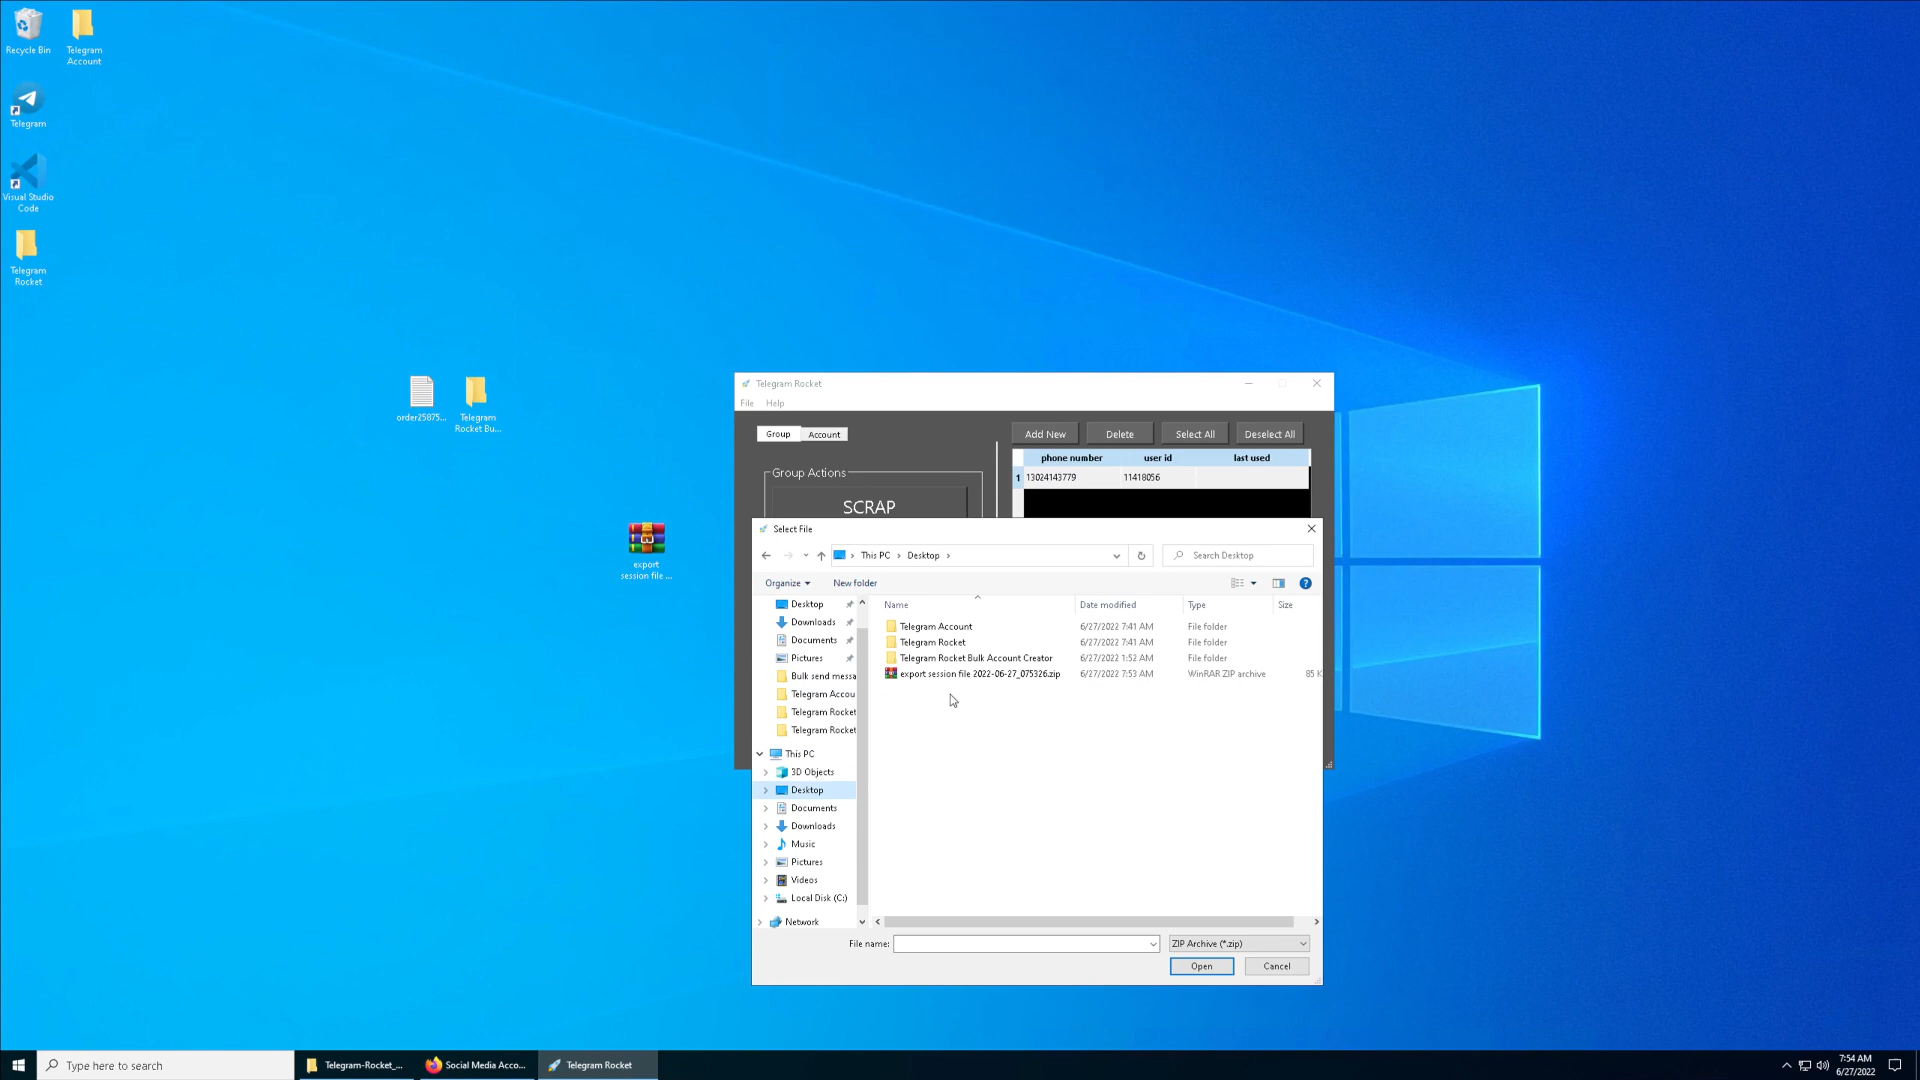 Recycle Bin
Telegram
Account
Telegram
Visual Studio
Code
Telegram
Rocket
order25875...
Telegram
Rocket Bu...
export
session file ...
Telegram Rocket
File Help
Group Account
Add New Delete Select All Deselect All
phone number user id last used
1 13024143779 11418056
Group Actions
SCRAP
Select File
This PC Desktop
Search Desktop
Organize New folder
Name Date modified Type Size
Desktop
Downloads
Documents
Pictures
Bulk send messa
Telegram Accou
Telegram Rocket
Telegram Rocket
This PC
3D Objects
Desktop
Documents
Downloads
Music
Pictures
Videos
Local Disk (C:)
Network
Telegram Account 6/27/2022 7:41 AM File folder
Telegram Rocket 6/27/2022 7:41 AM File folder
Telegram Rocket Bulk Account Creator 6/27/2022 1:52 AM File folder
export session file 2022-06-27_075326.zip 6/27/2022 7:53 AM WinRAR ZIP archive 85 K
File name:
ZIP Archive (*.zip)
Open Cancel
Type here to search
Telegram-Rocket_...
Social Media Acco...
Telegram Rocket
7:54 AM
6/27/2022